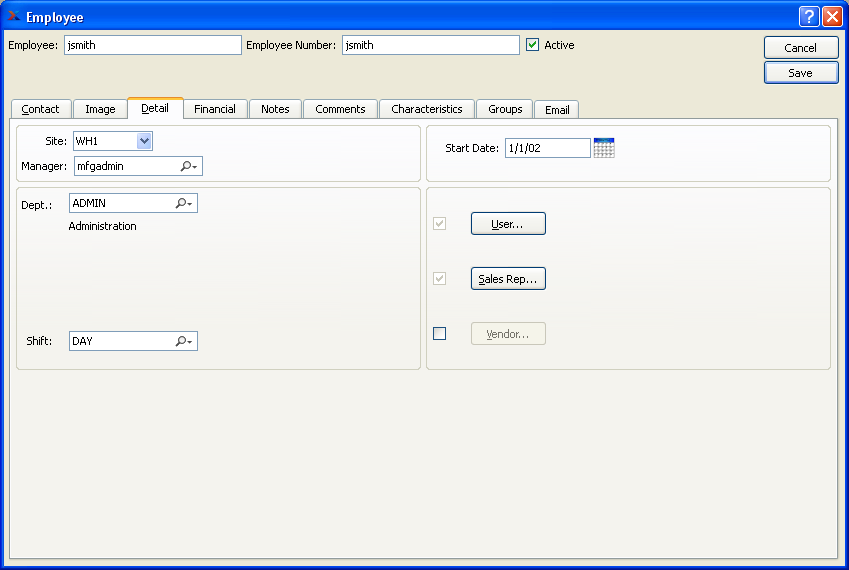 Employee
Employee: jsmith Employee Number: jsmith Active
Cancel
Save
Contact Image Detail Financial Notes Comments Characteristics Groups Email
Site: WH1
Manager: mfgadmin
Start Date: 1/1/02
Dept.: ADMIN
Administration
Shift: DAY
User...
Sales Rep...
Vendor...